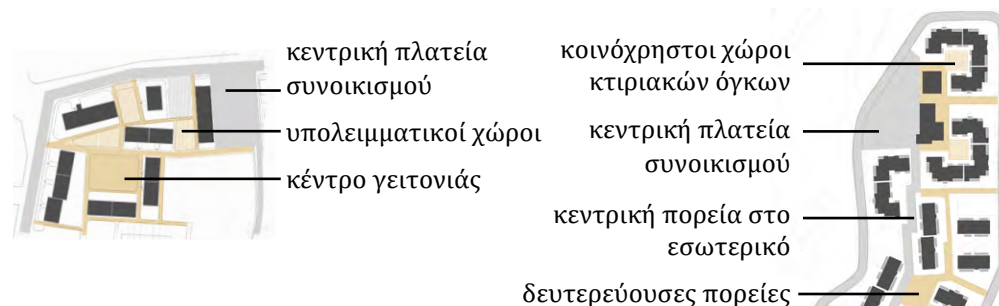 κεντρική πλατεία
συνοικισμού
υπολειμματικοί χώροι
κέντρο γειτονιάς
κοινόχρηστοι χώροι
κτιριακών όγκων
κεντρική πλατεία
συνοικισμού
κεντρική πορεία στο
εσωτερικό
δευτερεύουσες πορείες